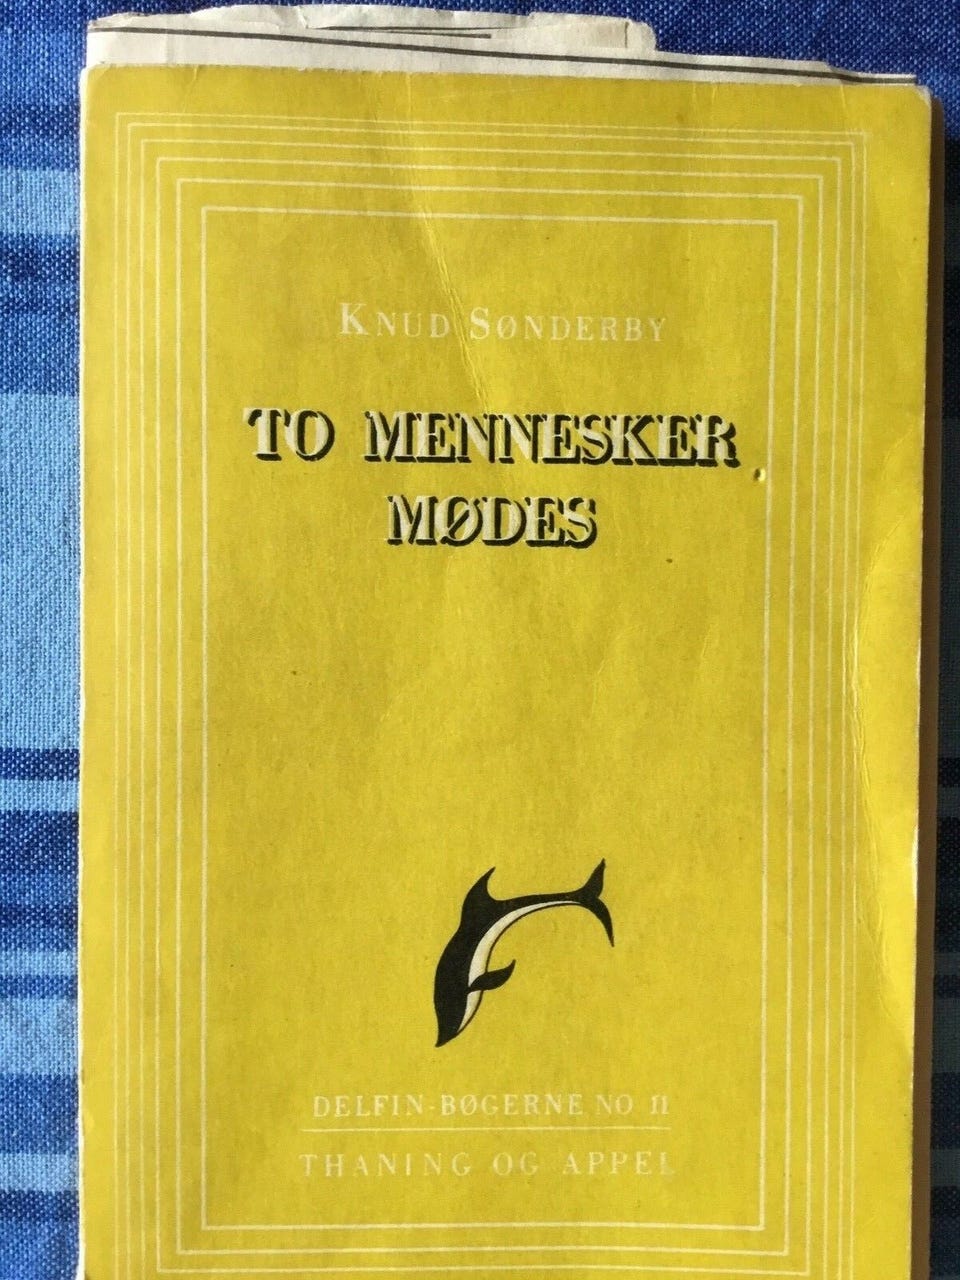 KNUD SØNDERBY
TO MENNESKER
MØDES
DELFIN-BØGERNE NO 11
THANING OG APPEL